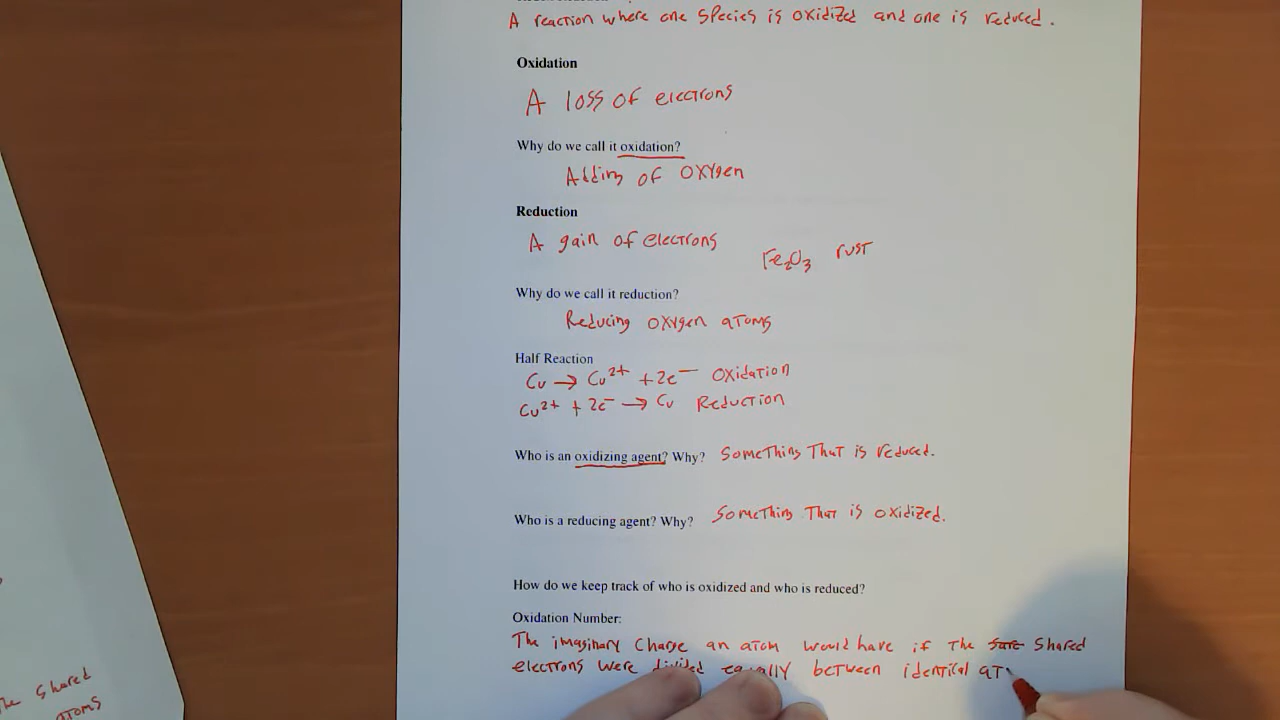 A reaction where one species is oxidized and one is reduced.
Oxidation
A loss of electrons
Why do we call it oxidation?
Adding of oxygen
Reduction
A gain of electrons
Fe₂O₃ rust
Why do we call it reduction?
Reducing oxygen atoms
Half Reaction
Cu → Cu²⁺ + 2e⁻ Oxidation
Cu²⁺ + 2e⁻ → Cu Reduction
Who is an oxidizing agent? Why? Something that is reduced.
Who is a reducing agent? Why? Something that is oxidized.
How do we keep track of who is oxidized and who is reduced?
Oxidation Number:
The imaginary charge an atom would have if the shared
electrons were divided equally between identical at
the shared
atoms